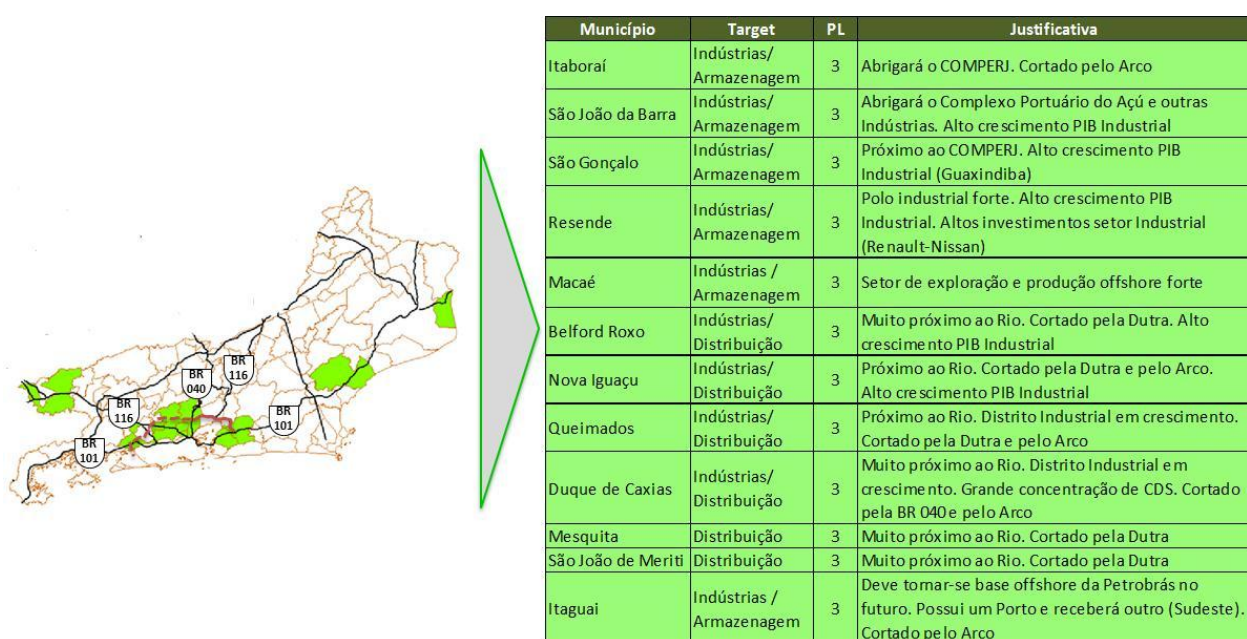 BR
116
BR
040
BR
116
BR
101
BR
101
Município Target PL Justificativa
Itaboraí Indústrias/
Armazenagem 3 Abrigará o COMPERJ. Cortado pelo Arco
São João da Barra Indústrias/
Armazenagem 3 Abrigará o Complexo Portuário do Açú e outras
Indústrias. Alto crescimento PIB Industrial
São Gonçalo Indústrias/
Armazenagem 3 Próximo ao COMPERJ. Alto crescimento PIB
Industrial (Guaxindiba)
Resende Indústrias/
Armazenagem 3 Polo industrial forte. Alto crescimento PIB
Industrial. Altos investimentos setor Industrial
(Renault-Nissan)
Macaé Indústrias /
Armazenagem 3 Setor de exploração e produção offshore forte
Belford Roxo Indústrias/
Distribuição 3 Muito próximo ao Rio. Cortado pela Dutra. Alto
crescimento PIB Industrial
Nova Iguaçu Indústrias/
Distribuição 3 Próximo ao Rio. Cortado pela Dutra e pelo Arco.
Alto crescimento PIB Industrial
Queimados Indústrias/
Distribuição 3 Próximo ao Rio. Distrito Industrial em crescimento.
Cortado pela Dutra e pelo Arco
Duque de Caxias Indústrias/
Distribuição 3 Muito próximo ao Rio. Distrito Industrial em
crescimento. Grande concentração de CDS. Cortado
pela BR 040 e pelo Arco
Mesquita Distribuição 3 Muito próximo ao Rio. Cortado pela Dutra
São João de Meriti Distribuição 3 Muito próximo ao Rio. Cortado pela Dutra
Itaguai Indústrias /
Armazenagem 3 Deve tornar-se base offshore da Petrobrás no
futuro. Possui um Porto e receberá outro (Sudeste).
Cortado pelo Arco